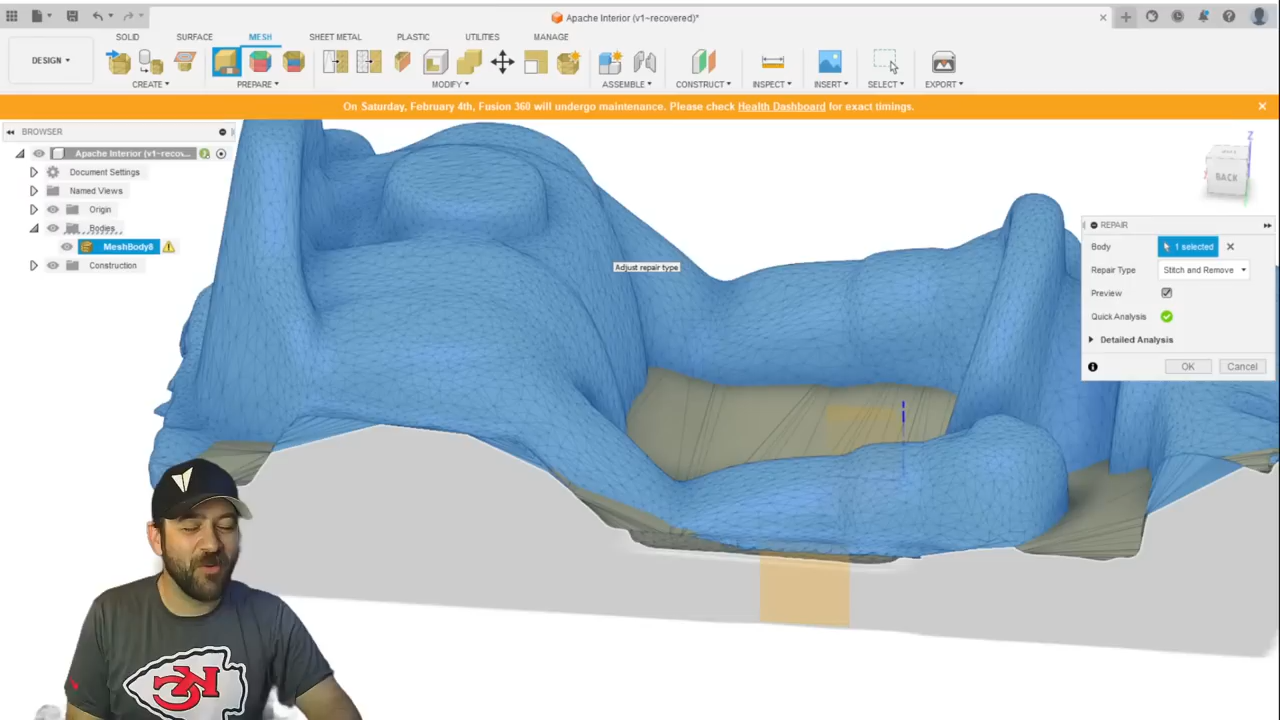 Apache Interior (v1~recovered)*
DESIGN
SOLID
SURFACE
MESH
SHEET METAL
PLASTIC
UTILITIES
MANAGE
CREATE
PREPARE
MODIFY
ASSEMBLE
CONSTRUCT
INSPECT
INSERT
SELECT
EXPORT
On Saturday, February 4th, Fusion 360 will undergo maintenance. Please check Health Dashboard for exact timings.
BROWSER
Apache Interior (v1~recov...
Document Settings
Named Views
Origin
Bodies
MeshBody8
Construction
Adjust repair type
Z
BACK
REPAIR
Body
1 selected
Repair Type
Stitch and Remove
Preview
Quick Analysis
Detailed Analysis
OK
Cancel
KC